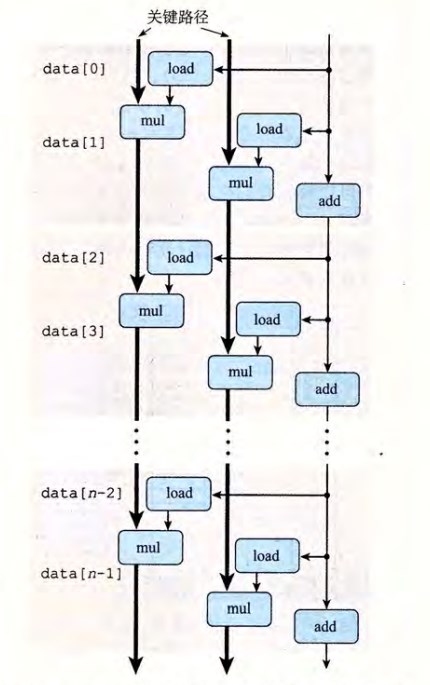 关键路径
data[0]
load
mul
data[1]
load
mul
add
data[2]
load
mul
data[3]
load
mul
add
data[n-2]
load
mul
data[n-1]
load
mul
add